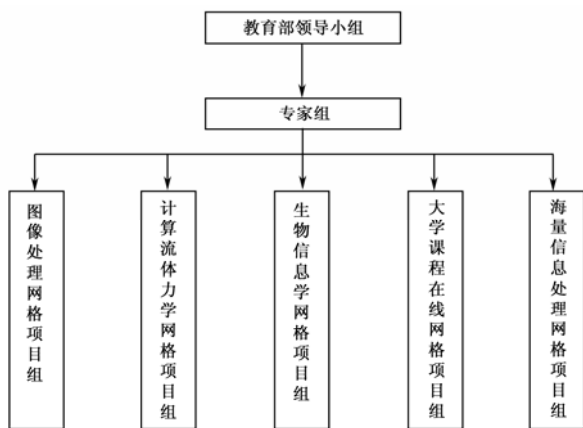 教育部领导小组
专家组
图像处理网格项目组
计算流体力学网格项目组
生物信息学网格项目组
大学课程在线网格项目组
海量信息处理网格项目组